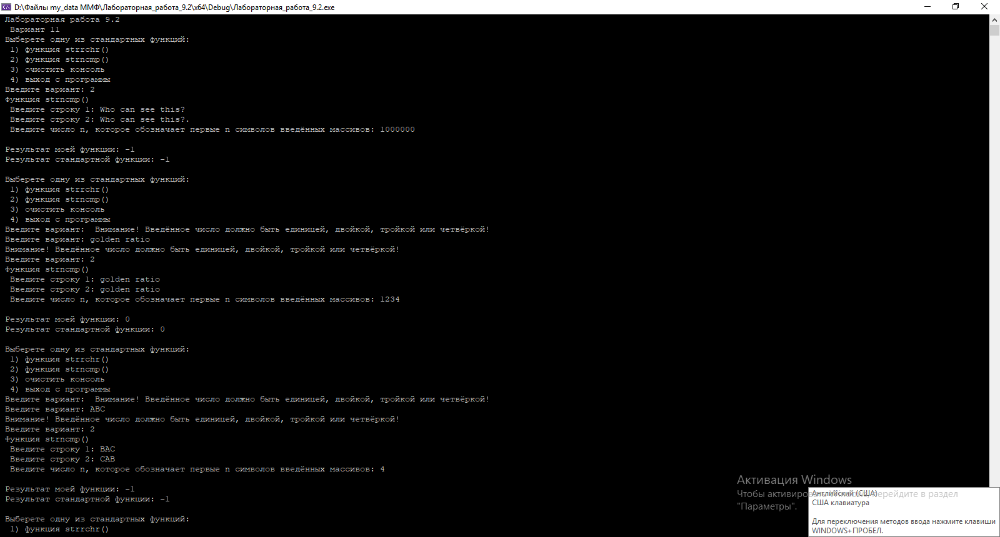 D:\Файлы my_data ММФ\Лабораторная_работа_9.2\x64\Debug\Лабораторная_работа_9.2.exe
Лабораторная работа 9.2
Вариант 11
Выберете одну из стандартных функций:
1) функция strrchr()
2) функция strncmp()
3) очистить консоль
4) выход с программы
Введите вариант: 2
Функция strncmp()
Введите строку 1: Who can see this?
Введите строку 2: Who can see this?.
Введите число n, которое обозначает первые n символов введённых массивов: 1000000
Результат моей функции: -1
Результат стандартной функции: -1
Выберете одну из стандартных функций:
1) функция strrchr()
2) функция strncmp()
3) очистить консоль
4) выход с программы
Введите вариант:  Внимание! Введённое число должно быть единицей, двойкой, тройкой или четвёркой!
Введите вариант: golden ratio
Внимание! Введённое число должно быть единицей, двойкой, тройкой или четвёркой!
Введите вариант: 2
Функция strncmp()
Введите строку 1: golden ratio
Введите строку 2: golden ratio
Введите число n, которое обозначает первые n символов введённых массивов: 1234
Результат моей функции: 0
Результат стандартной функции: 0
Выберете одну из стандартных функций:
1) функция strrchr()
2) функция strncmp()
3) очистить консоль
4) выход с программы
Введите вариант:  Внимание! Введённое число должно быть единицей, двойкой, тройкой или четвёркой!
Введите вариант: ABC
Внимание! Введённое число должно быть единицей, двойкой, тройкой или четвёркой!
Введите вариант: 2
Функция strncmp()
Введите строку 1: BAC
Введите строку 2: CAB
Введите число n, которое обозначает первые n символов введённых массивов: 4
Результат моей функции: -1
Результат стандартной функции: -1
Выберете одну из стандартных функций:
1) функция strrchr()
Активация Windows
Чтобы активировать Windows, перейдите в раздел
"Параметры".
Английский (США)
США клавиатура
Для переключения методов ввода нажмите клавиши
WINDOWS+ПРОБЕЛ.